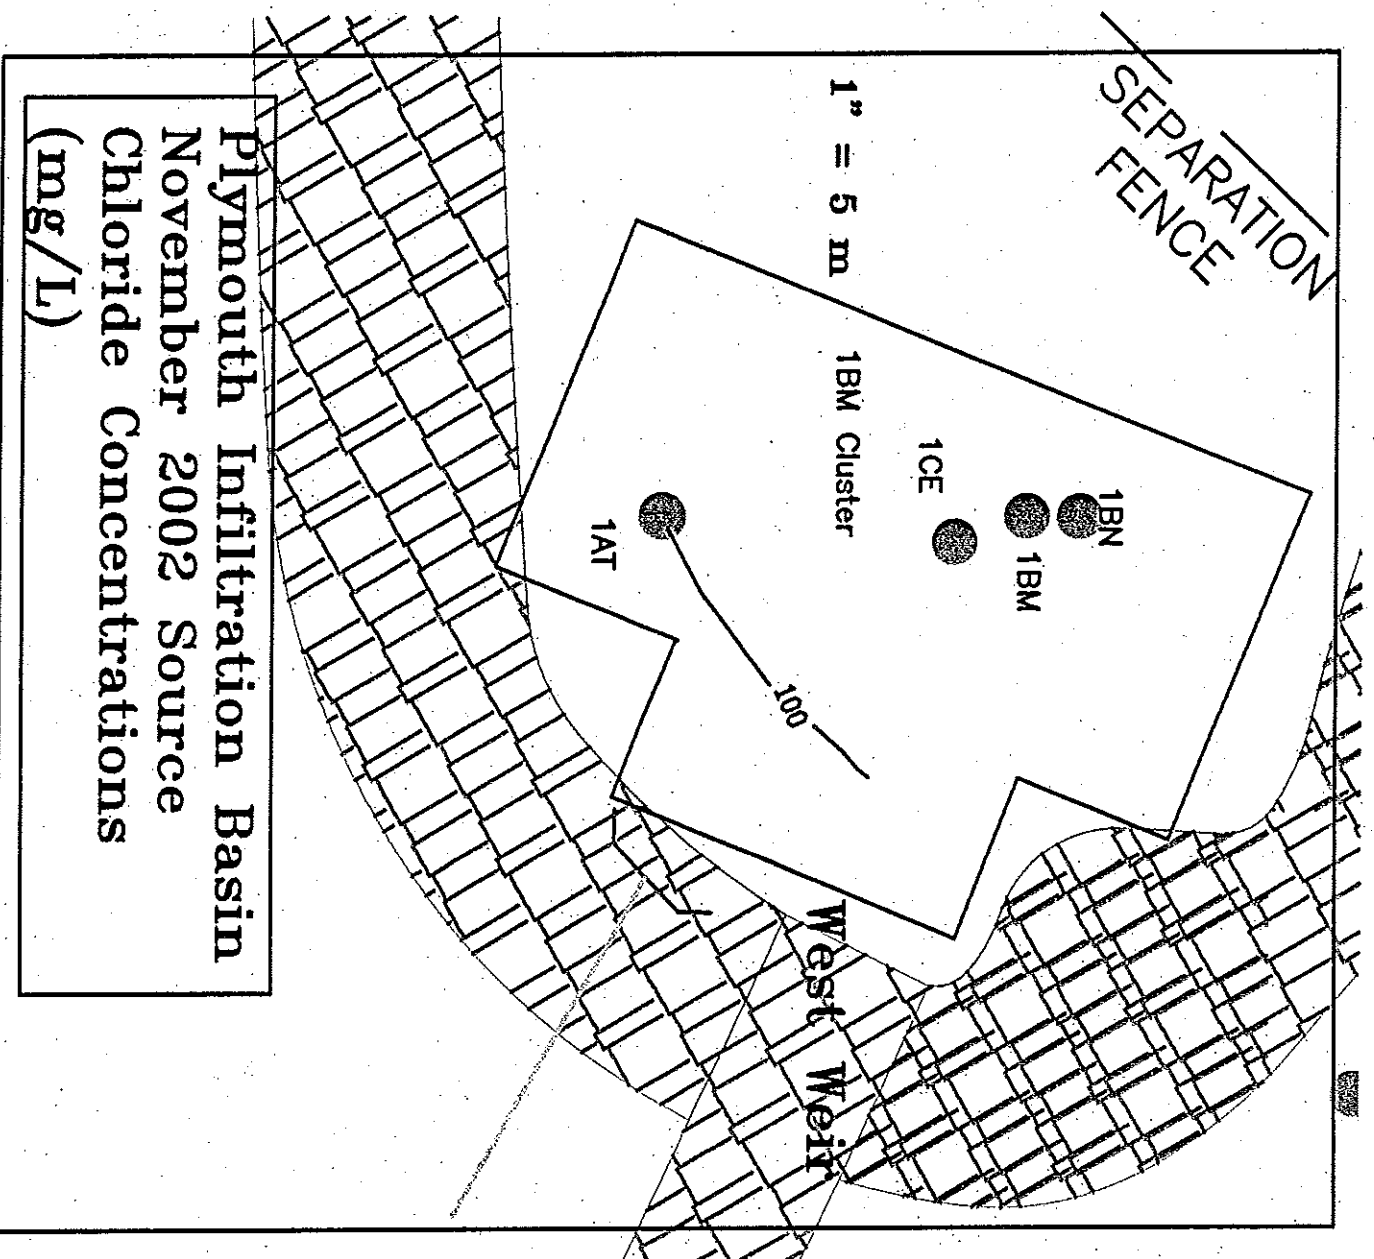 SEPARATION
FENCE
1BN
1BM
1CE
1BM Cluster
1" = 5 m
West Weir
100
1AT
Plymouth Infiltration Basin
November 2002 Source
Chloride Concentrations
(mg/L)